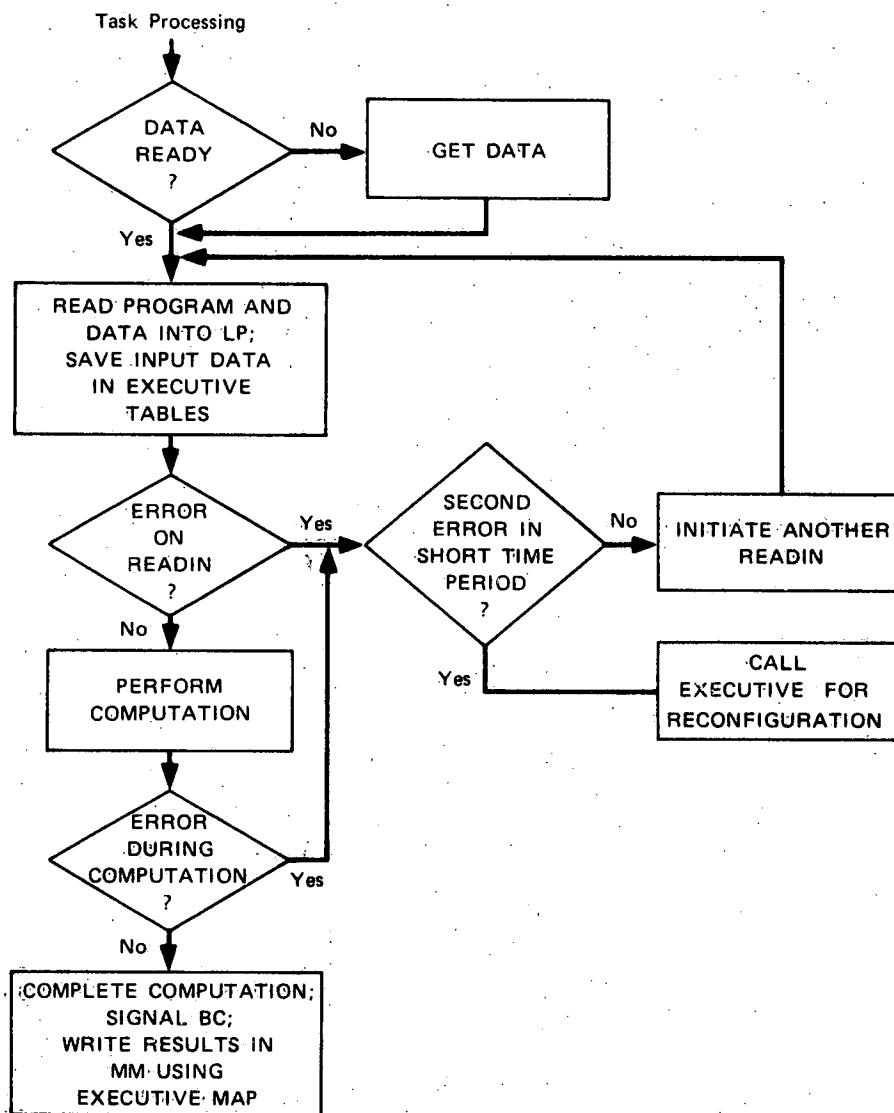 Task Processing
DATA
READY
?
No
GET DATA
Yes
READ PROGRAM AND
DATA INTO LP;
SAVE INPUT DATA
IN EXECUTIVE
TABLES
ERROR
ON
READIN
?
Yes
SECOND
ERROR IN
SHORT TIME
PERIOD
?
No
INITIATE ANOTHER
READIN
No
PERFORM
COMPUTATION
Yes
CALL
EXECUTIVE FOR
RECONFIGURATION
ERROR
DURING
COMPUTATION
?
Yes
No
COMPLETE COMPUTATION;
SIGNAL BC;
WRITE RESULTS IN
MM USING
EXECUTIVE MAP